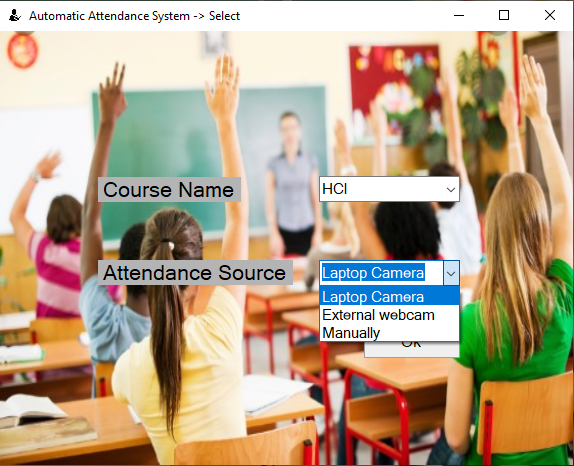 Automatic Attendance System -> Select
Course Name
HCI
Attendance Source
Laptop Camera
Laptop Camera
External webcam
Manually
Ok